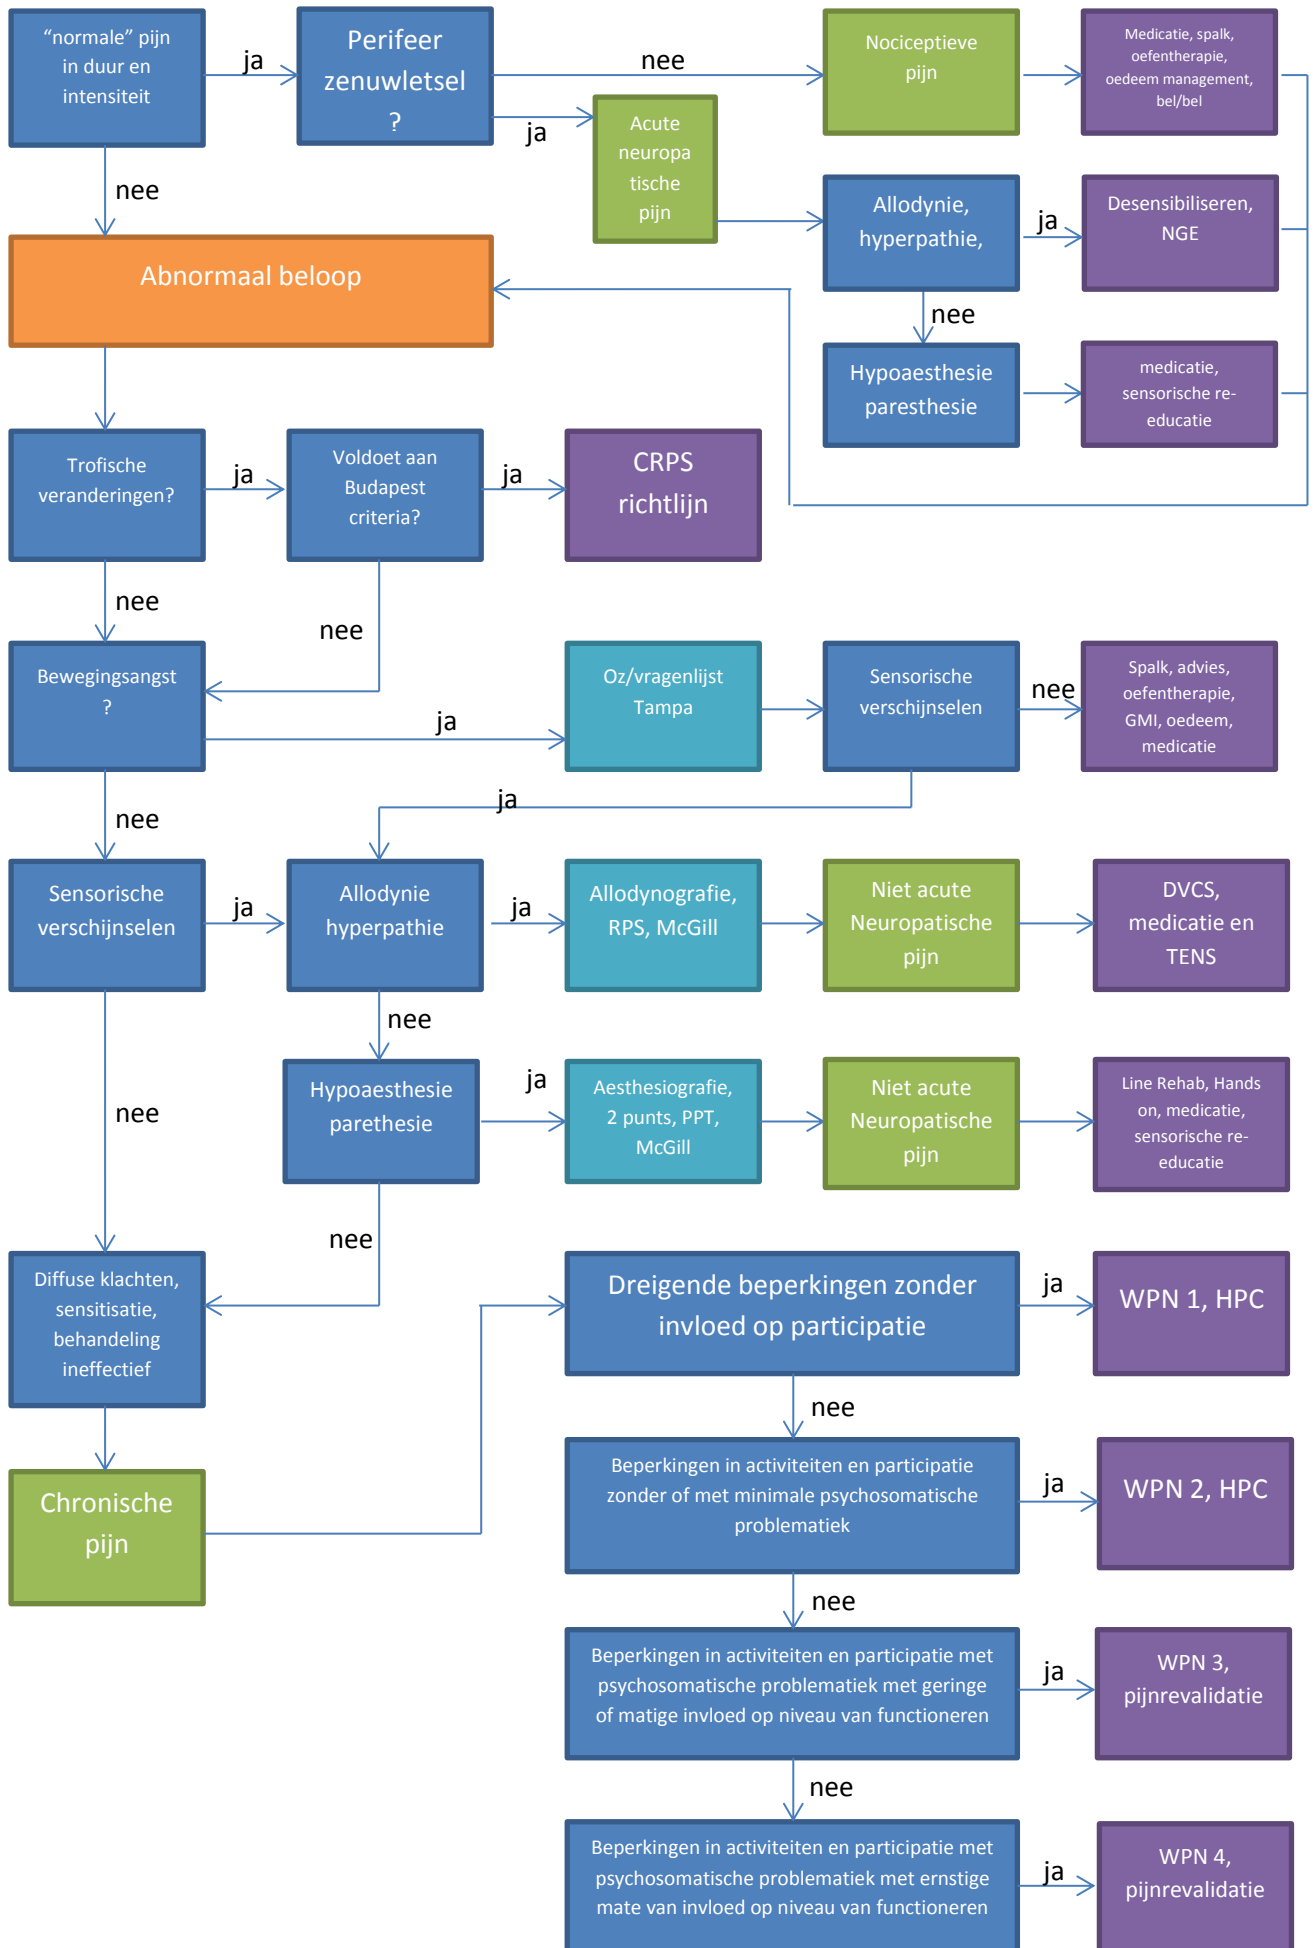 “normale” pijn
in duur en
intensiteit
ja
Perifeer
zenuwletsel
?
nee
ja
Nociceptieve
pijn
Medicatie, spalk,
oefentherapie,
oedeem management,
bel/bel
Acute
neuropa
tische
pijn
nee
Allodynie,
hyperpathie,
ja
Desensibiliseren,
NGE
Abnormaal beloop
nee
Hypoaesthesie
paresthesie
medicatie,
sensorische re-
educatie
Trofische
veranderingen?
ja
Voldoet aan
Budapest
criteria?
ja
CRPS
richtlijn
nee
nee
Bewegingsangst
?
ja
Oz/vragenlijst
Tampa
Sensorische
verschijnselen
nee
Spalk, advies,
oefentherapie,
GMI, oedeem,
medicatie
ja
nee
Sensorische
verschijnselen
ja
Allodynie
hyperpathie
ja
Allodynografie,
RPS, McGill
Niet acute
Neuropatische
pijn
DVCS,
medicatie en
TENS
nee
nee
Hypoaesthesie
parethesie
ja
Aesthesiografie,
2 punts, PPT,
McGill
Niet acute
Neuropatische
pijn
Line Rehab, Hands
on, medicatie,
sensorische re-
educatie
nee
Diffuse klachten,
sensitisatie,
behandeling
ineffectief
Dreigende beperkingen zonder
invloed op participatie
ja
WPN 1, HPC
nee
Chronische
pijn
Beperkingen in activiteiten en participatie
zonder of met minimale psychosomatische
problematiek
ja
WPN 2, HPC
nee
Beperkingen in activiteiten en participatie met
psychosomatische problematiek met geringe
of matige invloed op niveau van functioneren
ja
WPN 3,
pijnrevalidatie
nee
Beperkingen in activiteiten en participatie met
psychosomatische problematiek met ernstige
mate van invloed op niveau van functioneren
ja
WPN 4,
pijnrevalidatie